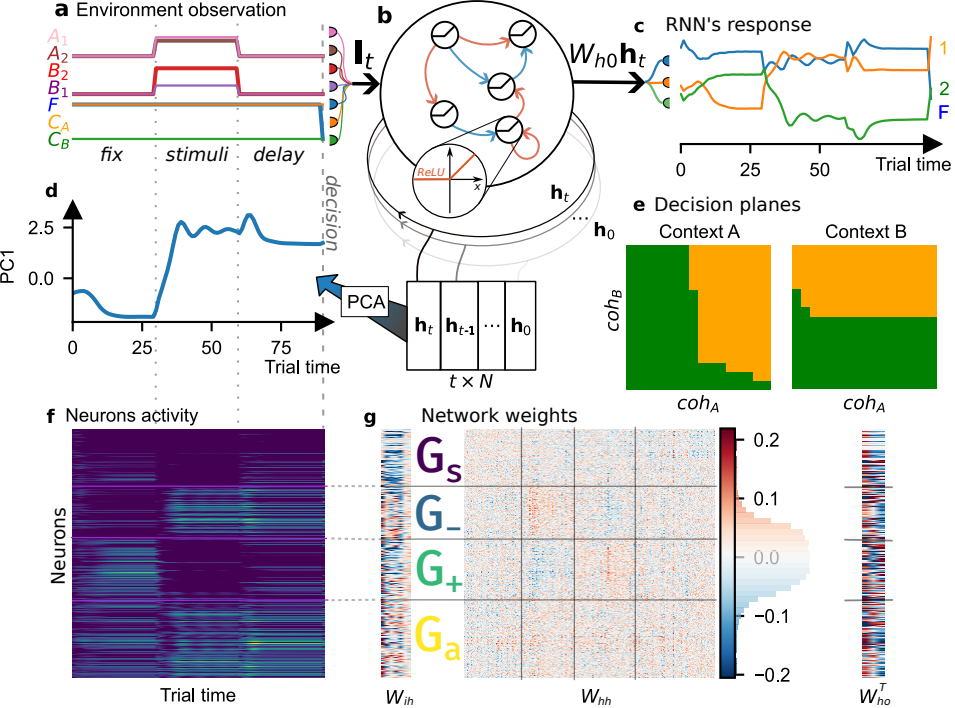 a Environment observation
A1
A2
B2
B1
F
CA
CB
fix
stimuli
delay
decision
b
It
Wh0ht
ReLU
x
ht
...
h0
c RNN's response
1
2
F
0
25
50
Trial time
d
PC1
2.5
0.0
0
25
50
75
Trial time
PCA
ht
ht-1
...
h0
t × N
e Decision planes
Context A
Context B
cohB
cohA
cohA
f Neurons activity
Neurons
Trial time
g Network weights
Gs
G−
G+
Ga
0.2
0.1
0.0
−0.1
−0.2
Wih
Whh
W^T_ho